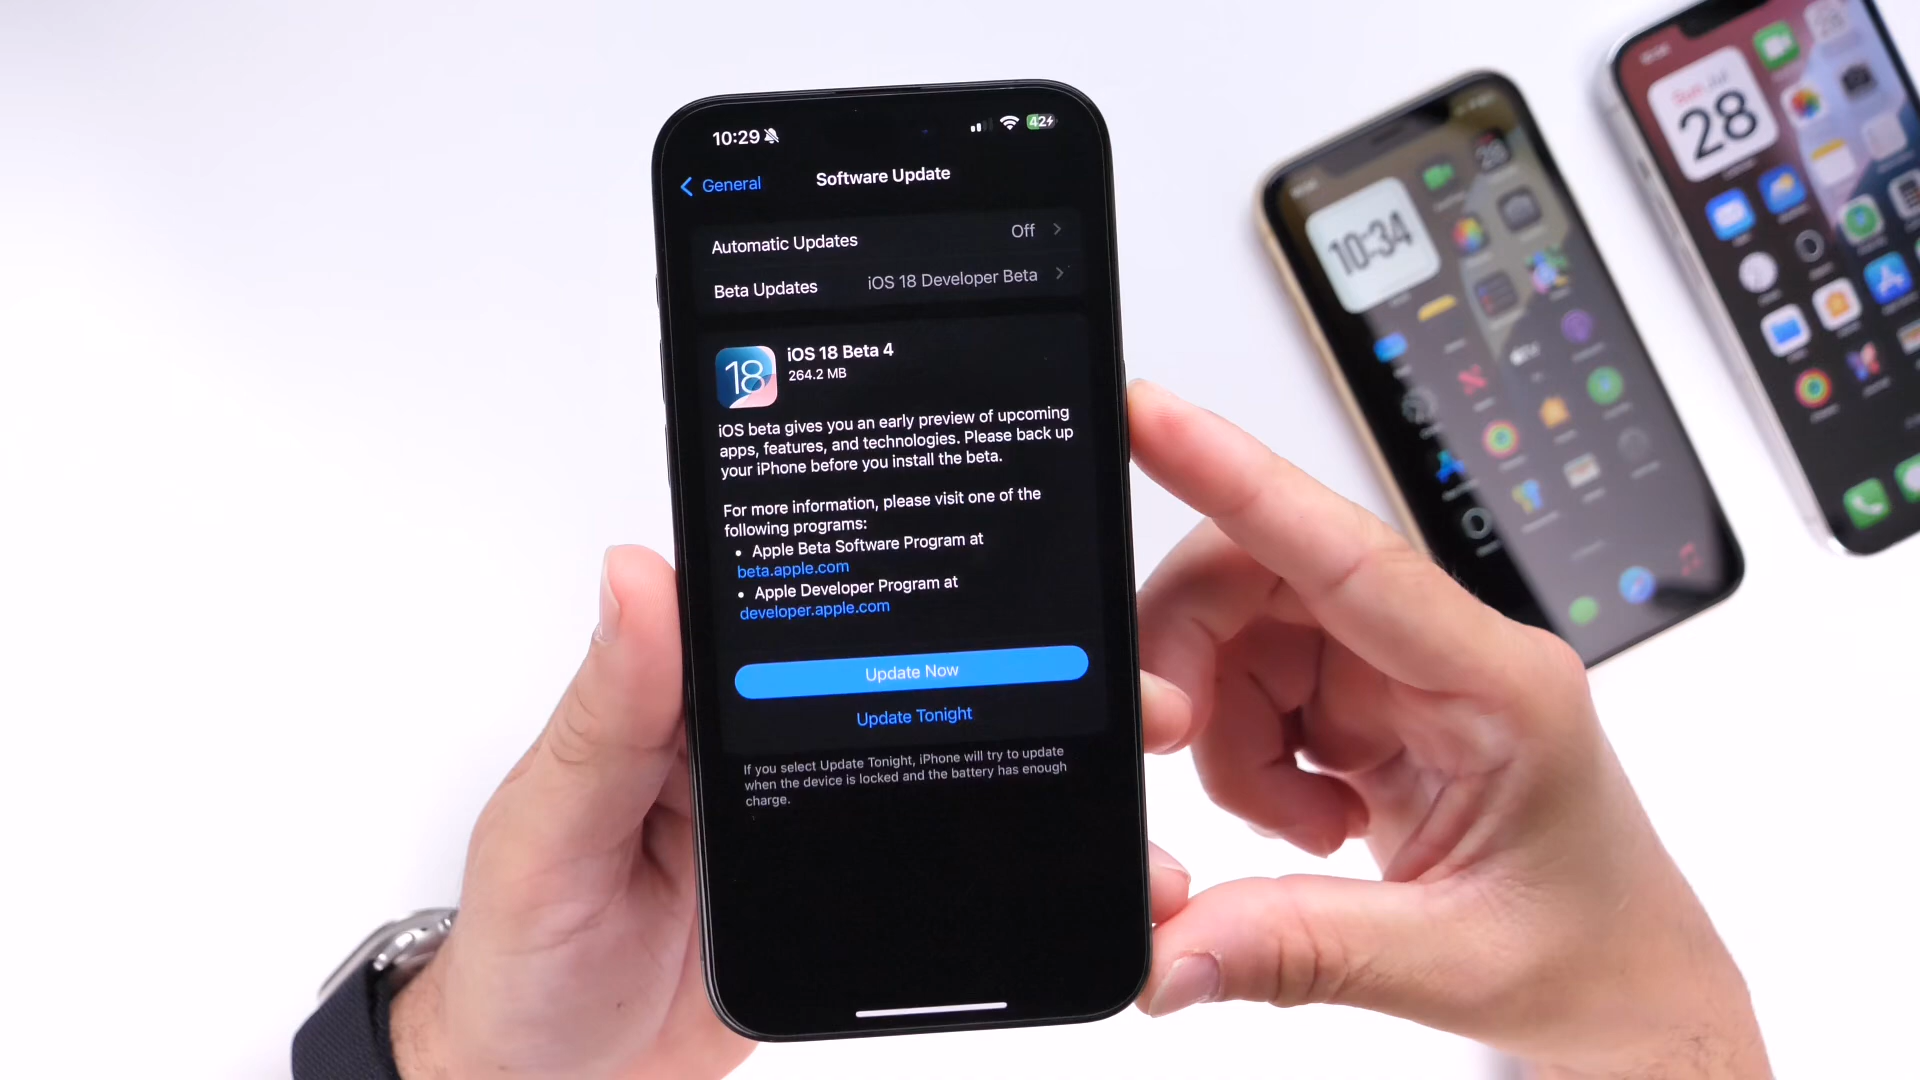 10:29
42
General
Software Update
Automatic Updates Off
Beta Updates iOS 18 Developer Beta
18
iOS 18 Beta 4
264.2 MB
iOS beta gives you an early preview of upcoming
apps, features, and technologies. Please back up
your iPhone before you install the beta.
For more information, please visit one of the
following programs:
• Apple Beta Software Program at
beta.apple.com
• Apple Developer Program at
developer.apple.com
Update Now
Update Tonight
If you select Update Tonight, iPhone will try to update
when the device is locked and the battery has enough
charge.
10:34
28
28